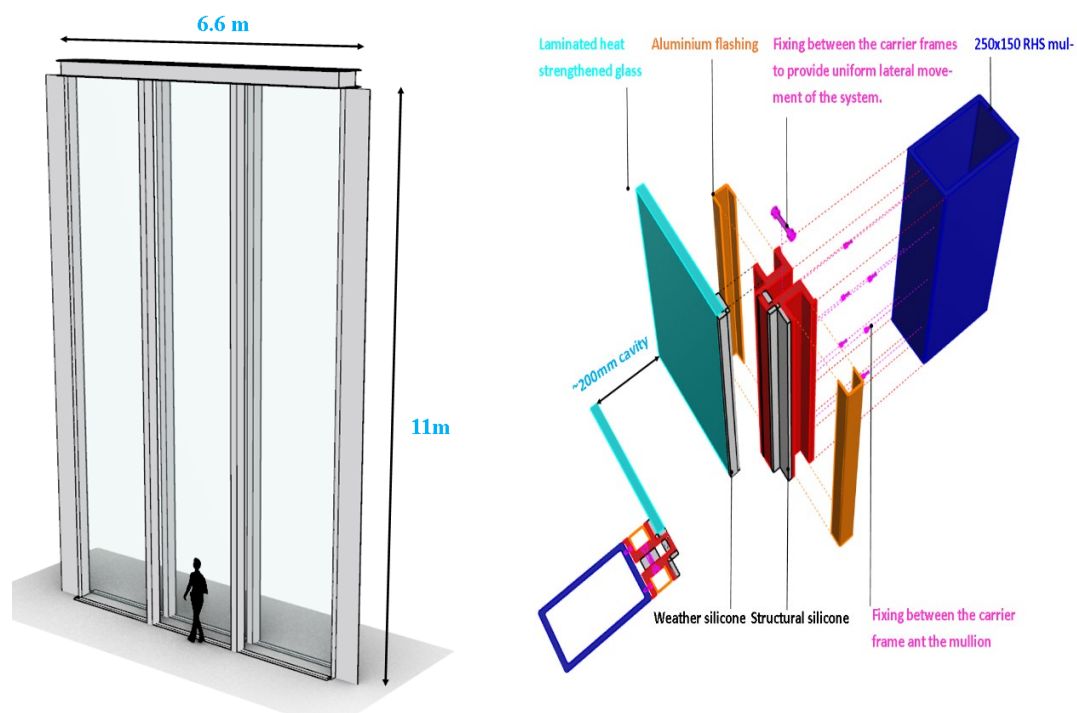 6.6 m
11m
Laminated heat
strengthened glass
Aluminium flashing
Fixing between the carrier frames
to provide uniform lateral move-
ment of the system.
250x150 RHS mul-
~200mm cavity
Weather silicone
Structural silicone
Fixing between the carrier
frame ant the mullion